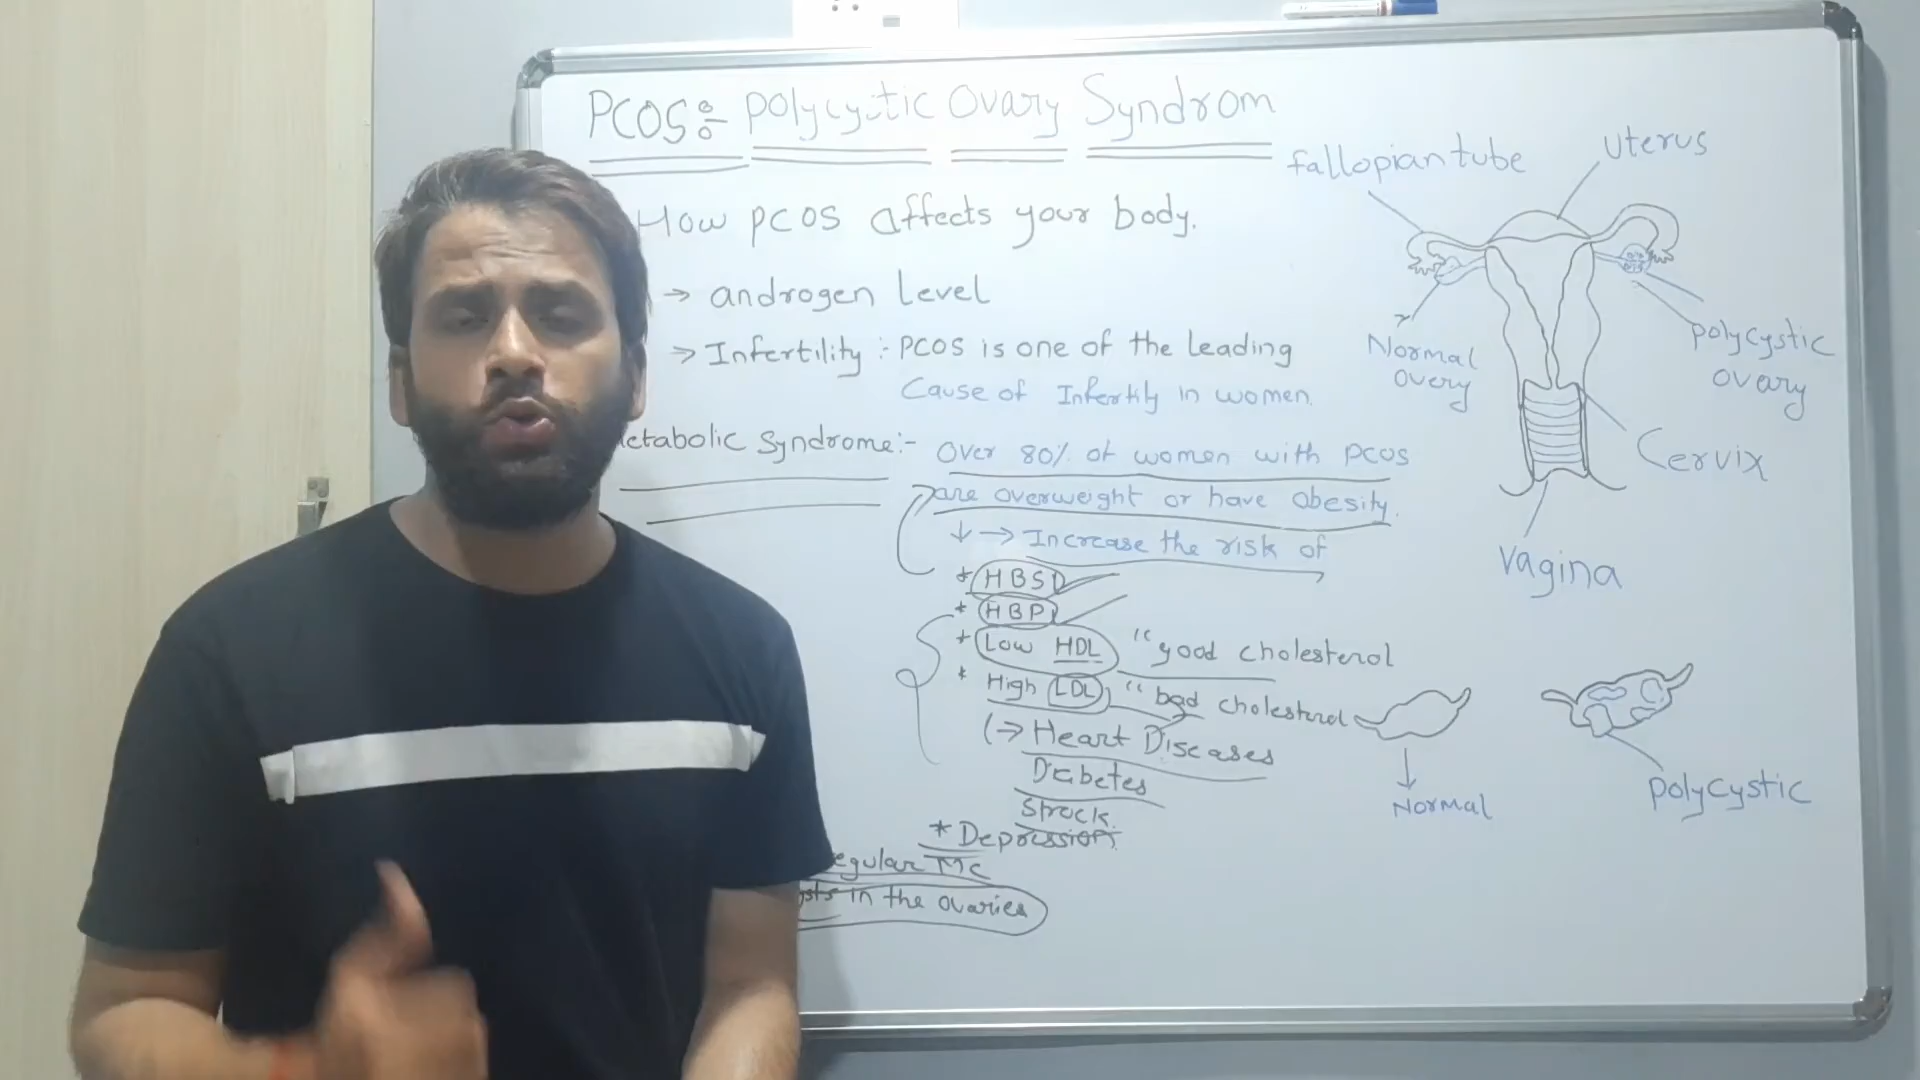 PCOS:- Polycystic Ovary Syndrom
How PCOS affects your body.
→ androgen Level
→ Infertility :- PCOS is one of the leading
Cause of Infertily in women.
etabolic Syndrome:- Over 80% of women with PCOS
are overweight or have obesity.
↓ → Increase the risk of
* HBSL
* HBP
* Low HDL "good cholesterol
* High LDL "bad cholesterol
(→ Heart Diseases
Diabetes
Strock.
* Depression
egular MC
ysts in the ovaries
fallopian tube
Uterus
Normal
overy
polycystic
ovary
Cervix
Vagina
Normal
polycystic